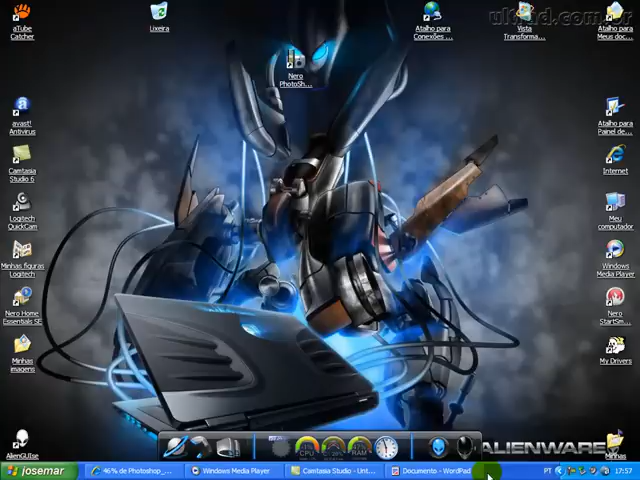 aTube
Catcher
Lixeira
Atalho para
Conexões ...
Vista
Transforma...
Atalho para
Meus doc...
Nero
PhotoSh...
avast!
Antivirus
Atalho para
Painel de...
Camtasia
Studio 6
Internet
Logitech
QuickCam
Meu
computador
Minhas figuras
Logitech
Windows
Media Player
Nero Home
Essentials SE
Nero
StartSm...
Minhas
imagens
My Drivers
AlienGUIse
CPU
RAM
ALIENWARE
Minhas
josemar
46% de Photoshop_...
Windows Media Player
Camtasia Studio - Unt...
Documento - WordPad
PT
17:57